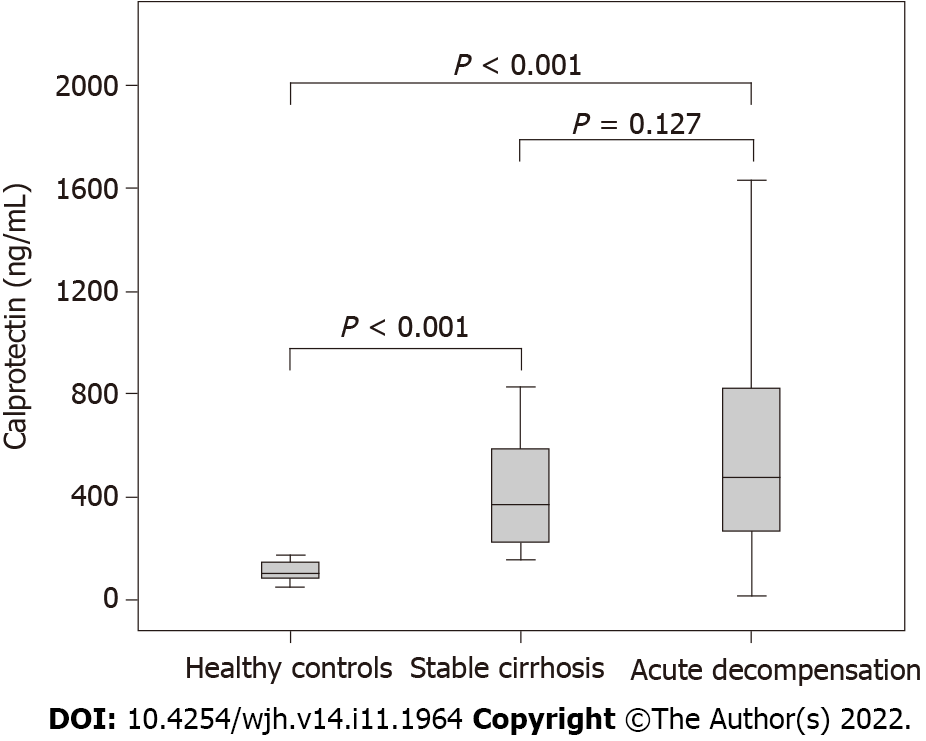 P < 0.001
2000
P = 0.127
1600
Calprotectin (ng/mL)
1200
P < 0.001
800
400
0
Healthy controls Stable cirrhosis Acute decompensation
DOI: 10.4254/wjh.v14.i11.1964 Copyright ©The Author(s) 2022.